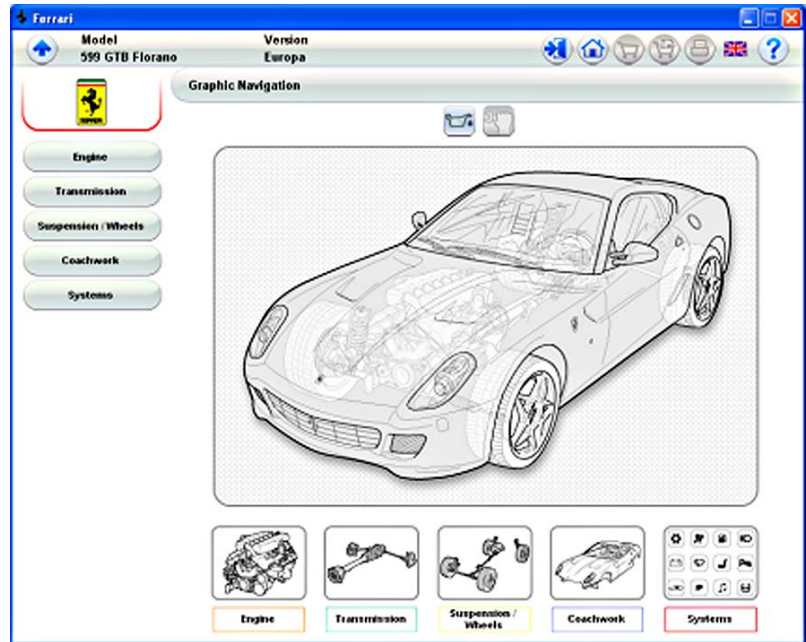 Ferrari
Model
Version
599 GTB Fiorano
Europa
?
Graphic Navigation
Engine
Transmission
Suspension / Wheels
Coachwork
Systems
Engine
Transmission
Suspension /
Wheels
Coachwork
Systems